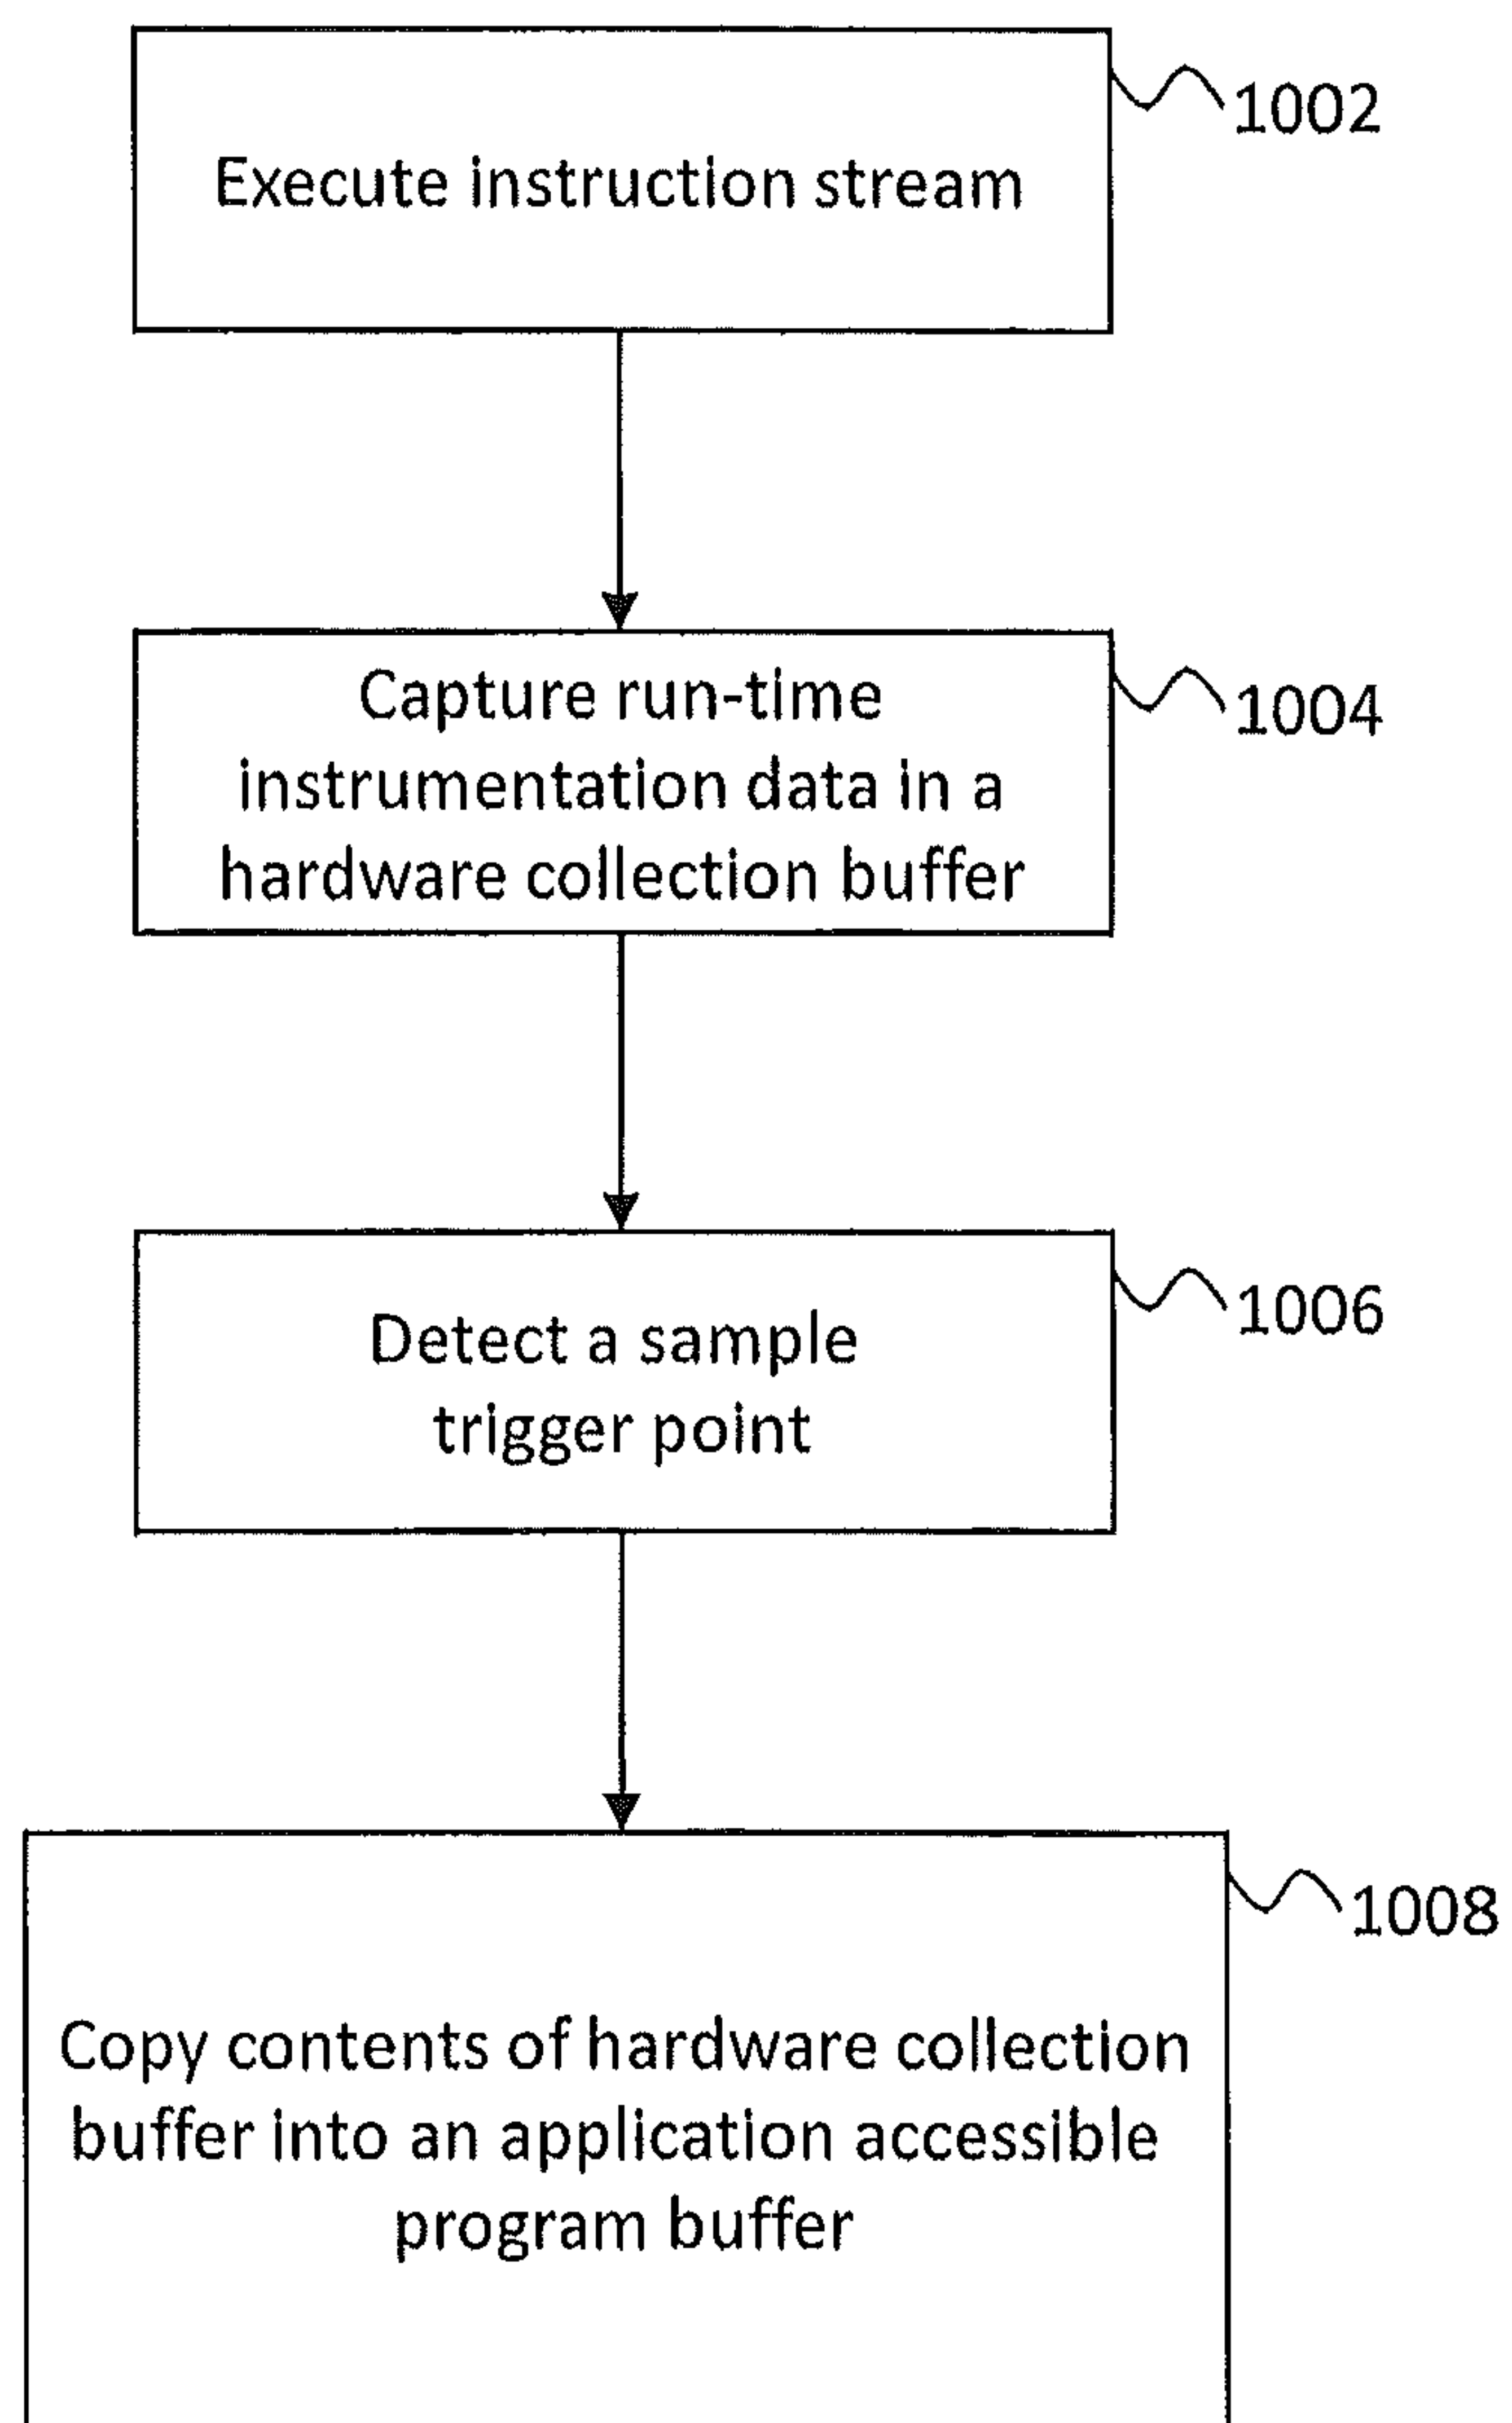 1002
Execute instruction stream
1004
Capture run-time
instrumentation data in a
hardware collection buffer
1006
Detect a sample
trigger point
1008
Copy contents of hardware collection
buffer into an application accessible
program buffer